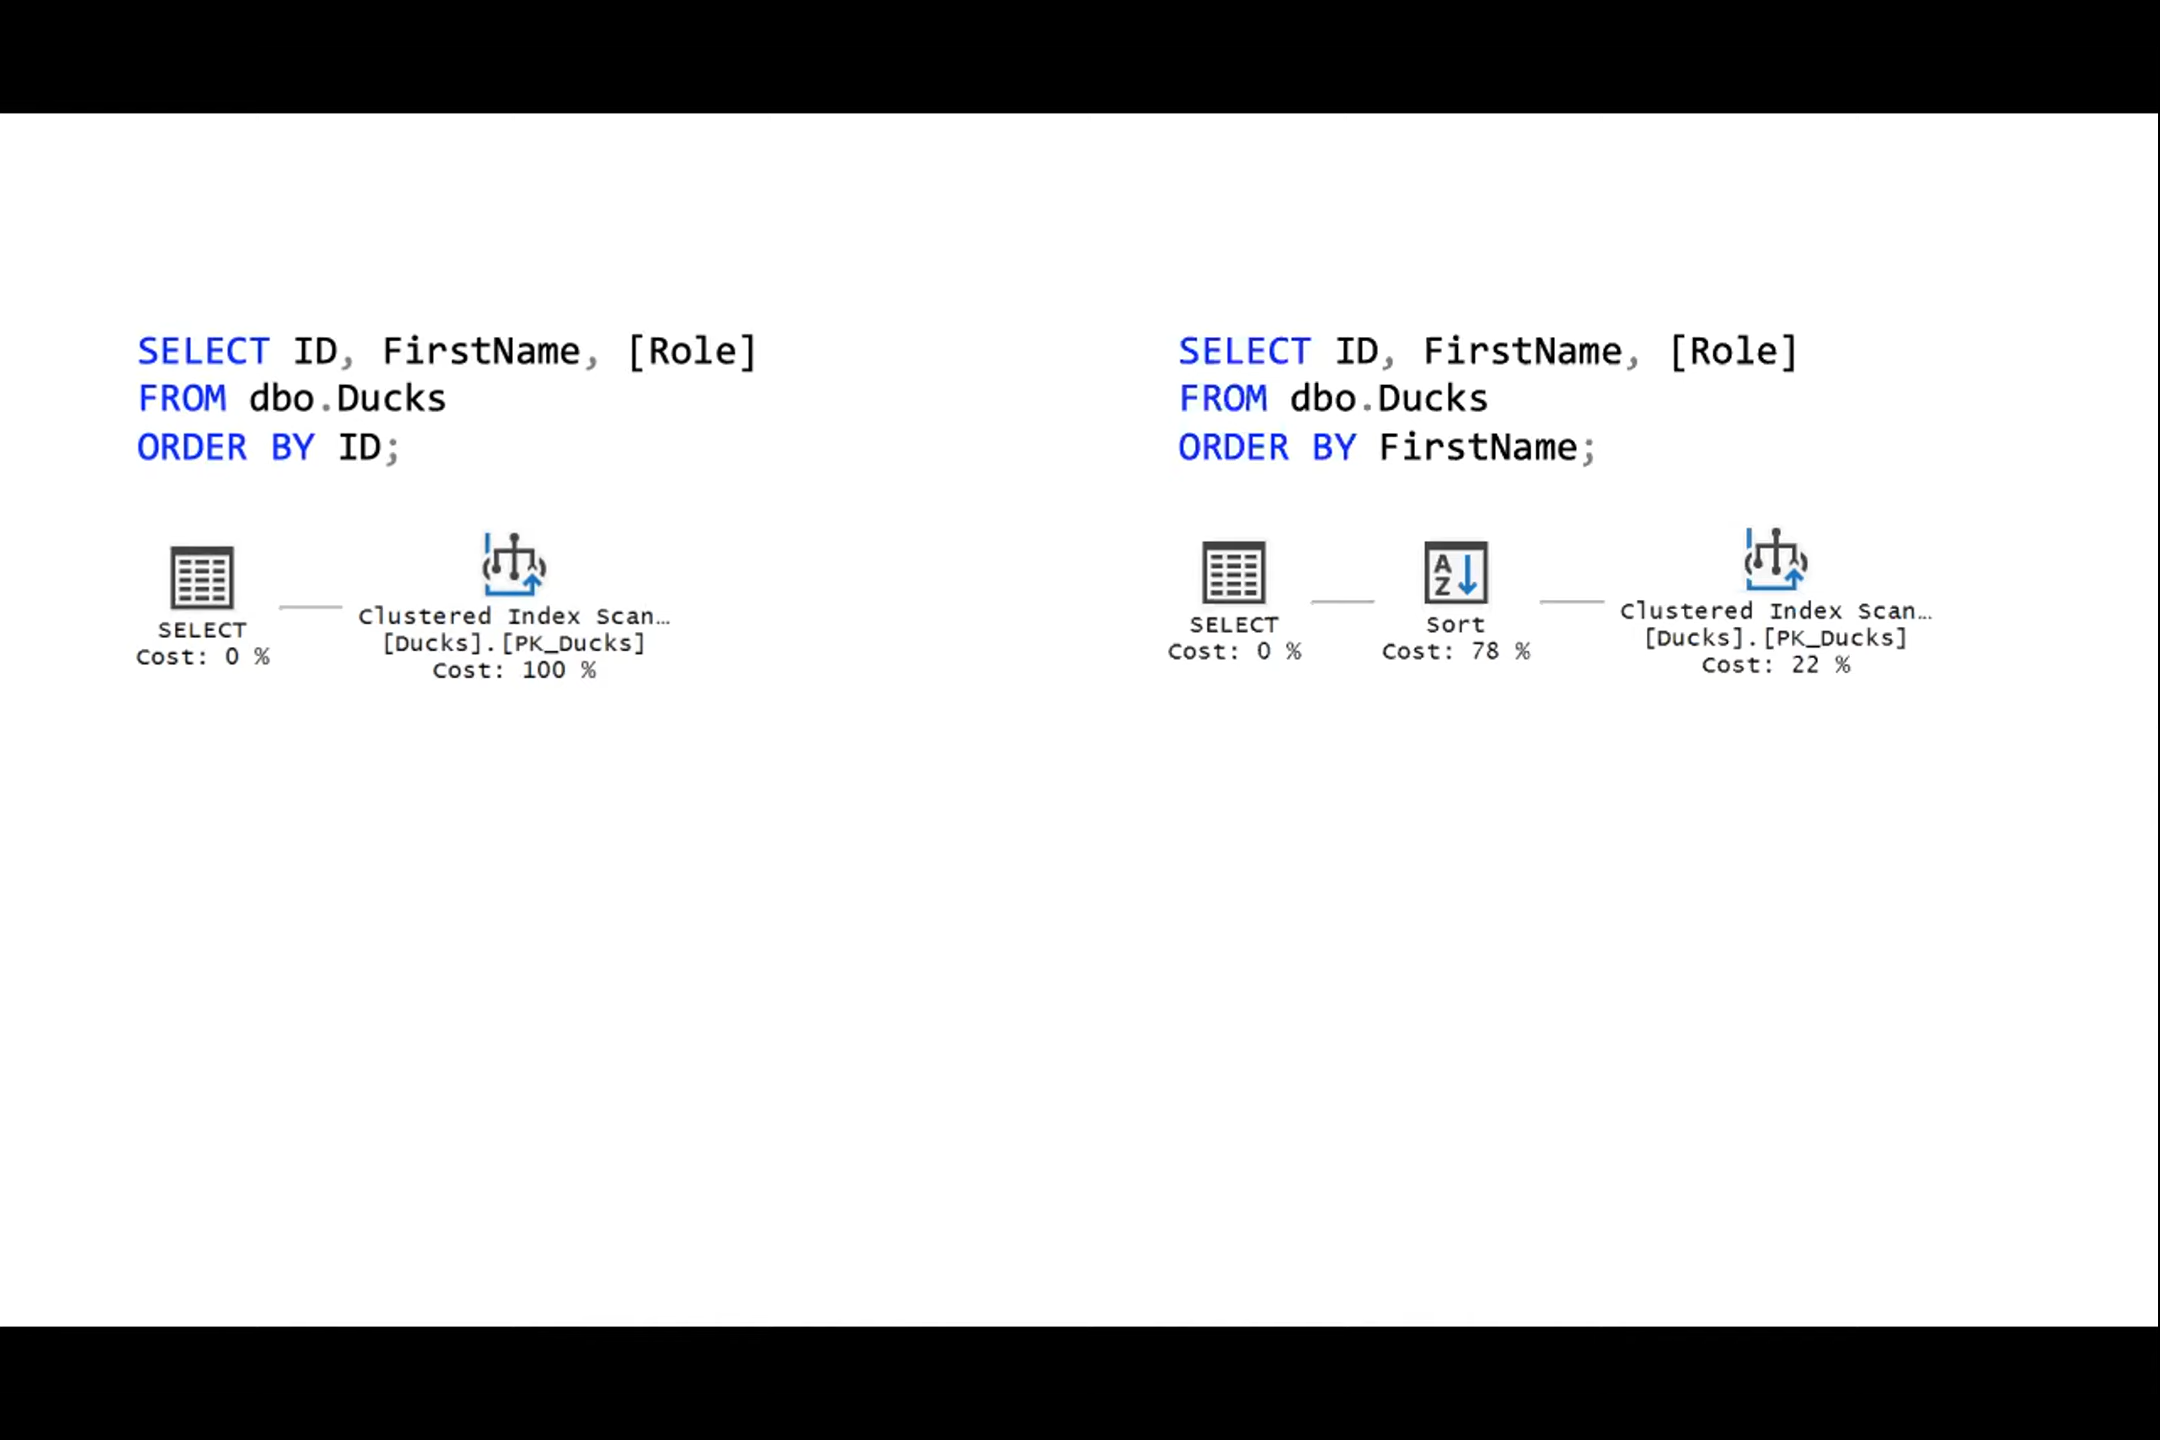 SELECT ID, FirstName, [Role]
FROM dbo.Ducks
ORDER BY ID;
SELECT
Cost: 0 %
Clustered Index Scan…
[Ducks].[PK_Ducks]
Cost: 100 %
SELECT ID, FirstName, [Role]
FROM dbo.Ducks
ORDER BY FirstName;
SELECT
Cost: 0 %
A
Z
Sort
Cost: 78 %
Clustered Index Scan…
[Ducks].[PK_Ducks]
Cost: 22 %